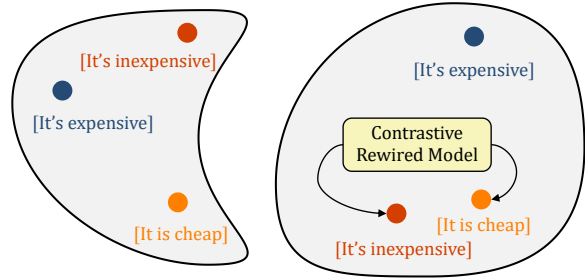 [It's inexpensive]
[It's expensive]
[It is cheap]
[It's expensive]
Contrastive
Rewired Model
[It is cheap]
[It's inexpensive]